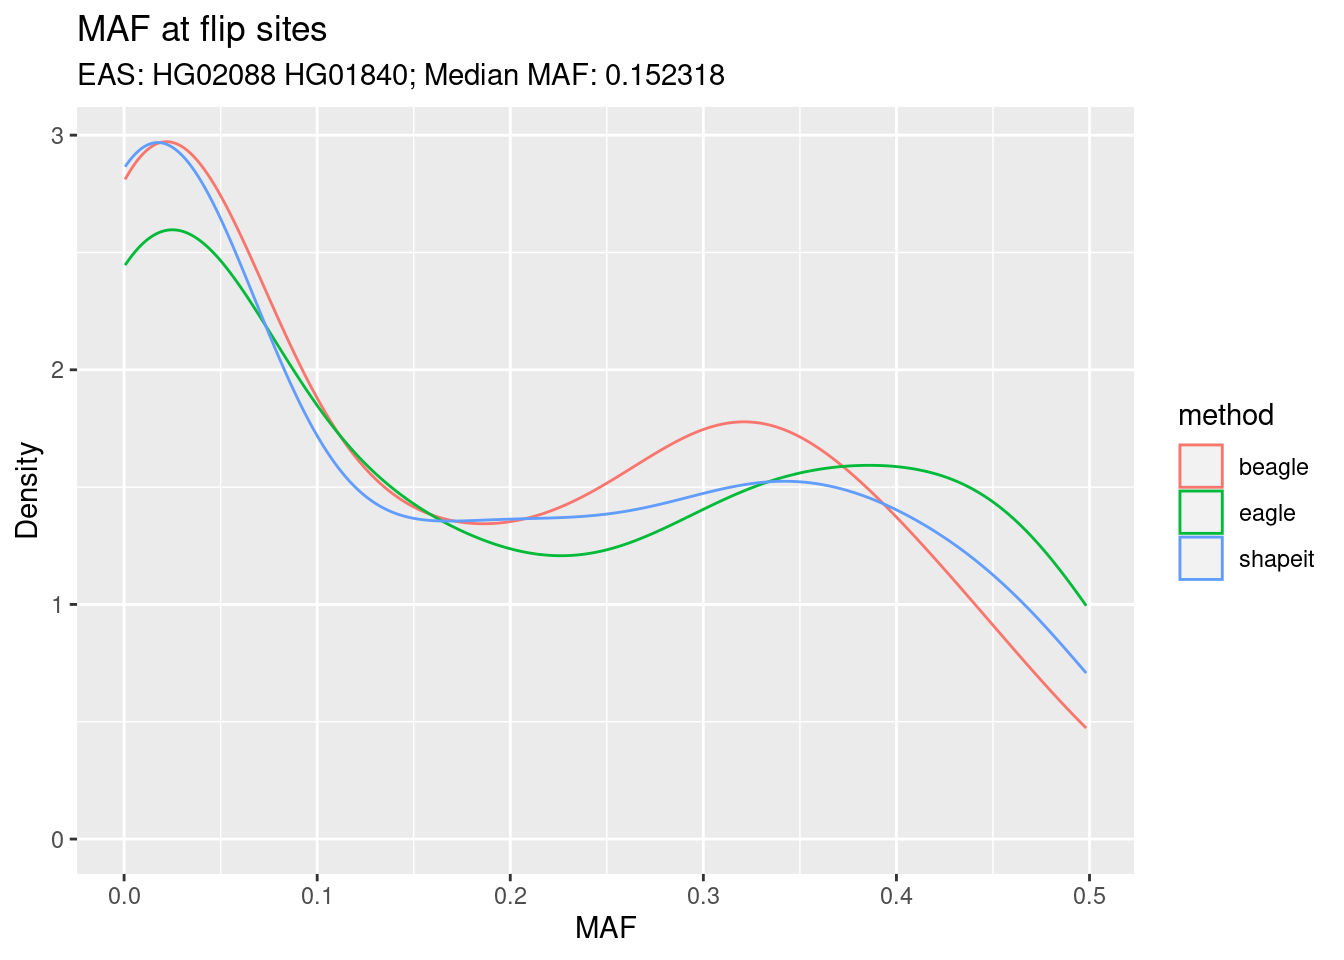 MAF at flip sites
EAS: HG02088 HG01840; Median MAF: 0.152318
3
2
1
0
Density
0.0 0.1 0.2 0.3 0.4 0.5
MAF
method
beagle
eagle
shapeit